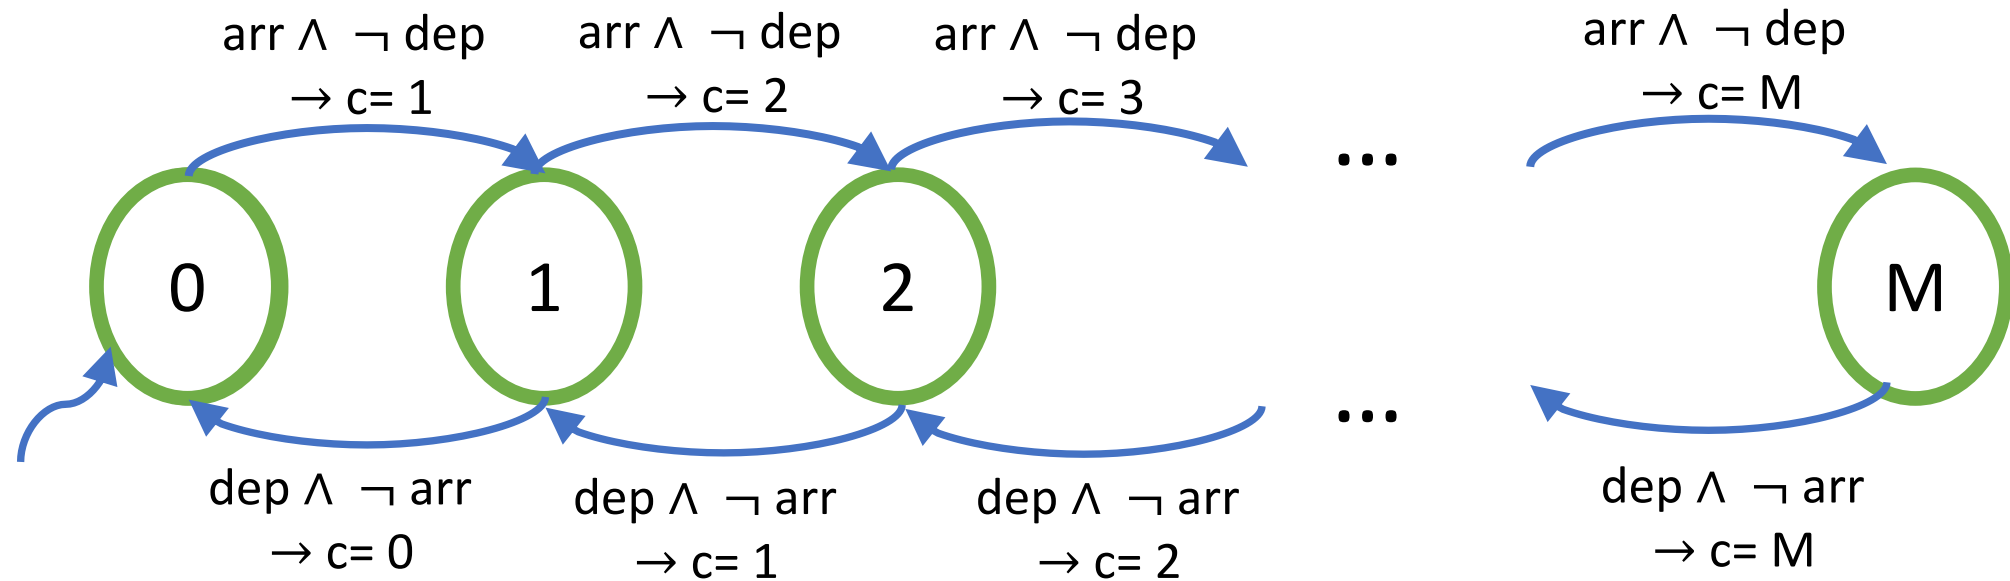 arr ∧ ¬ dep
→ c= 1
arr ∧ ¬ dep
→ c= 2
arr ∧ ¬ dep
→ c= 3
arr ∧ ¬ dep
→ c= M
...
0
1
2
M
...
dep ∧ ¬ arr
→ c= 0
dep ∧ ¬ arr
→ c= 1
dep ∧ ¬ arr
→ c= 2
dep ∧ ¬ arr
→ c= M